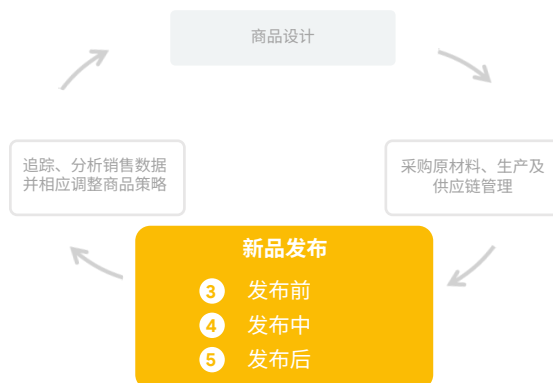 商品设计
追踪、分析销售数据
并相应调整商品策略
采购原材料、生产及
供应链管理
新品发布
3 发布前
4 发布中
5 发布后